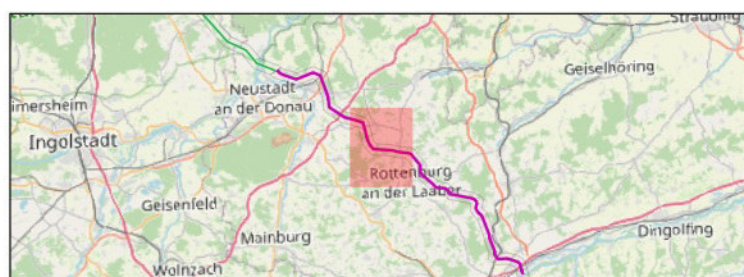 Straubing
Neustadt
an der Donau
Geiselhöring
Ingolstadt
Rottenburg
an der Laaber
Geisenfeld
Mainburg
Dingolfing
Wolnzach